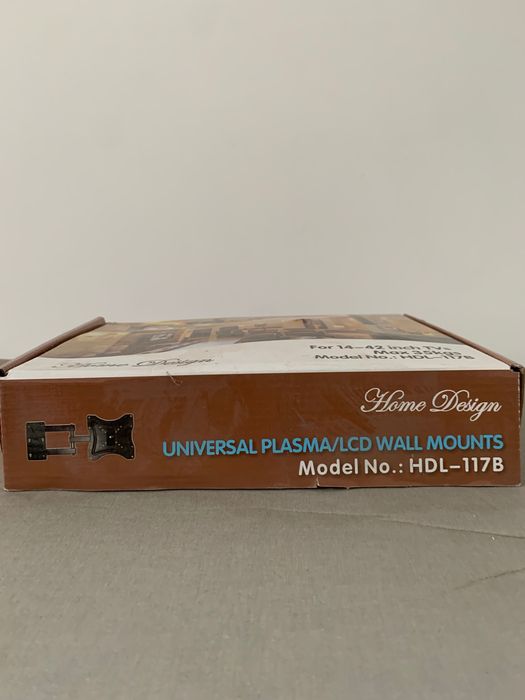 For 14-42 inch TVs
Max 35kgs
Model No.: HDL-117B
Home Design
Home Design
UNIVERSAL PLASMA/LCD WALL MOUNTS
Model No.: HDL-117B